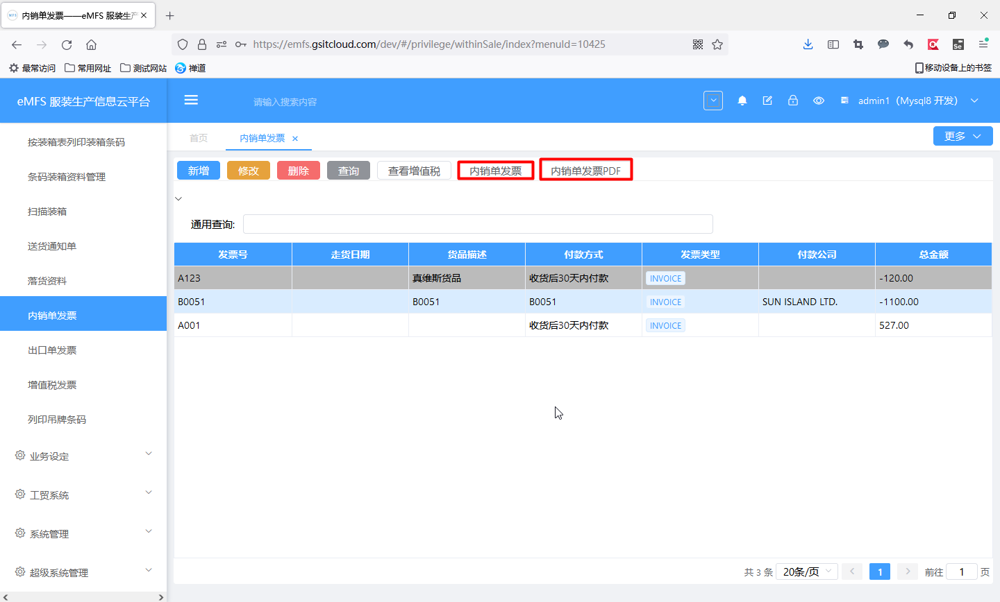 内销单发票——eMFS 服装生产
https://emfs.gsitcloud.com/dev/#/privilege/withinSale/index?menuId=10425
最常访问 常用网址 测试网站 禅道 移动设备上的书签
eMFS 服装生产信息云平台 请输入搜索内容 admin1（Mysql8 开发）
首页 内销单发票 更多
按装箱表列印装箱条码
条码装箱资料管理
扫描装箱
送货通知单
落货资料
内销单发票
出口单发票
增值税发票
列印吊牌条码
业务设定
工贸系统
系统管理
超级系统管理
新增 修改 删除 查询 查看增值税 内销单发票 内销单发票PDF
通用查询:
发票号 走货日期 货品描述 付款方式 发票类型 付款公司 总金额
A123 真维斯货品 收货后30天内付款 INVOICE -120.00
B0051 B0051 B0051 INVOICE SUN ISLAND LTD. -1100.00
A001 收货后30天内付款 INVOICE 527.00
共 3 条 20条/页 1 前往 1 页